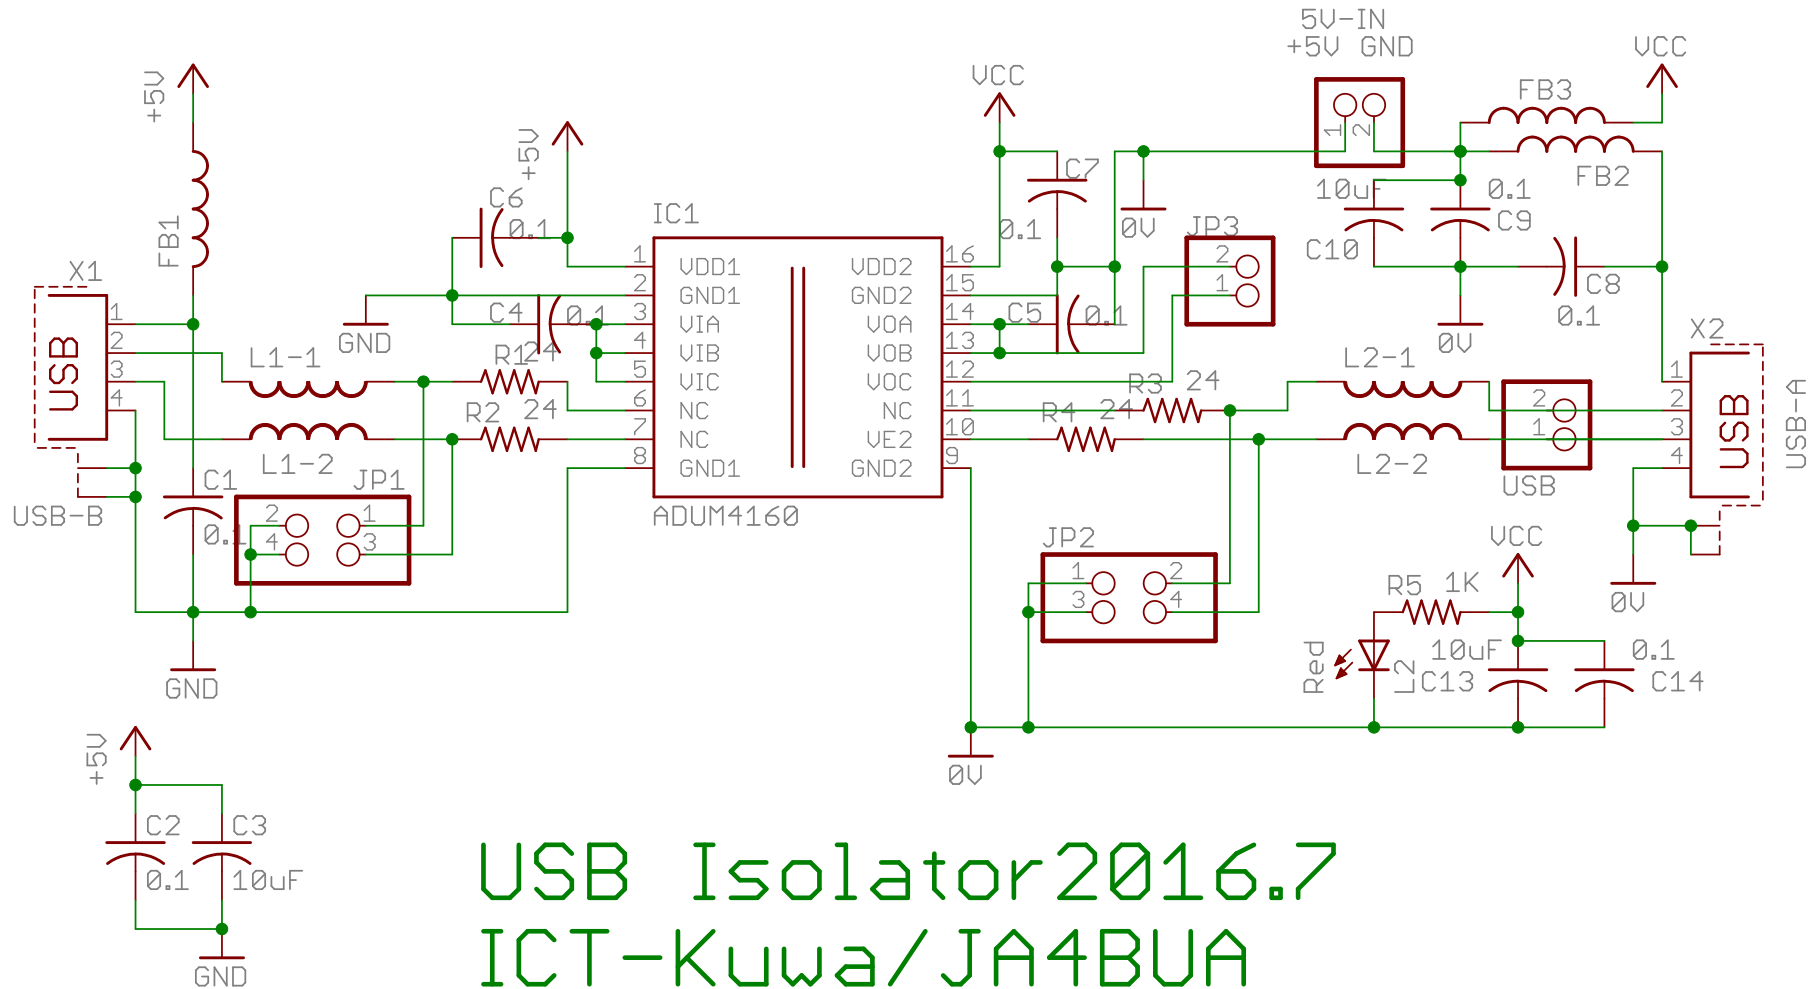 5V-IN
+5V GND
VCC
VCC
+5V
FB3
+5V
1
2
C7
FB2
10uF
0.1
C6
0.1
IC1
0.1
0V
JP3
C9
C10
FB1
X1
1
VDD1
VDD2
16
2
2
GND1
GND2
15
1
C8
1
C4
0.1
3
VIA
VOA
14
C5
0.1
0.1
X2
USB
2
GND
4
VIB
VOB
13
0V
L1-1
R1
24
L2-1
3
5
VIC
VOC
12
R3
24
1
4
6
NC
NC
11
2
2
USB
USB-A
R2
24
R4
24
7
NC
VE2
10
1
3
L1-2
8
GND1
GND2
9
L2-2
4
C1
JP1
USB
USB-B
2
1
ADUM4160
0.1
4
3
JP2
VCC
1
2
R5
1K
3
4
0V
Red
L2
10uF
0.1
C13
C14
GND
+5V
0V
C2
C3
0.1
10uF
GND
USB Isolator2016.7
ICT-Kuwa/JA4BUA